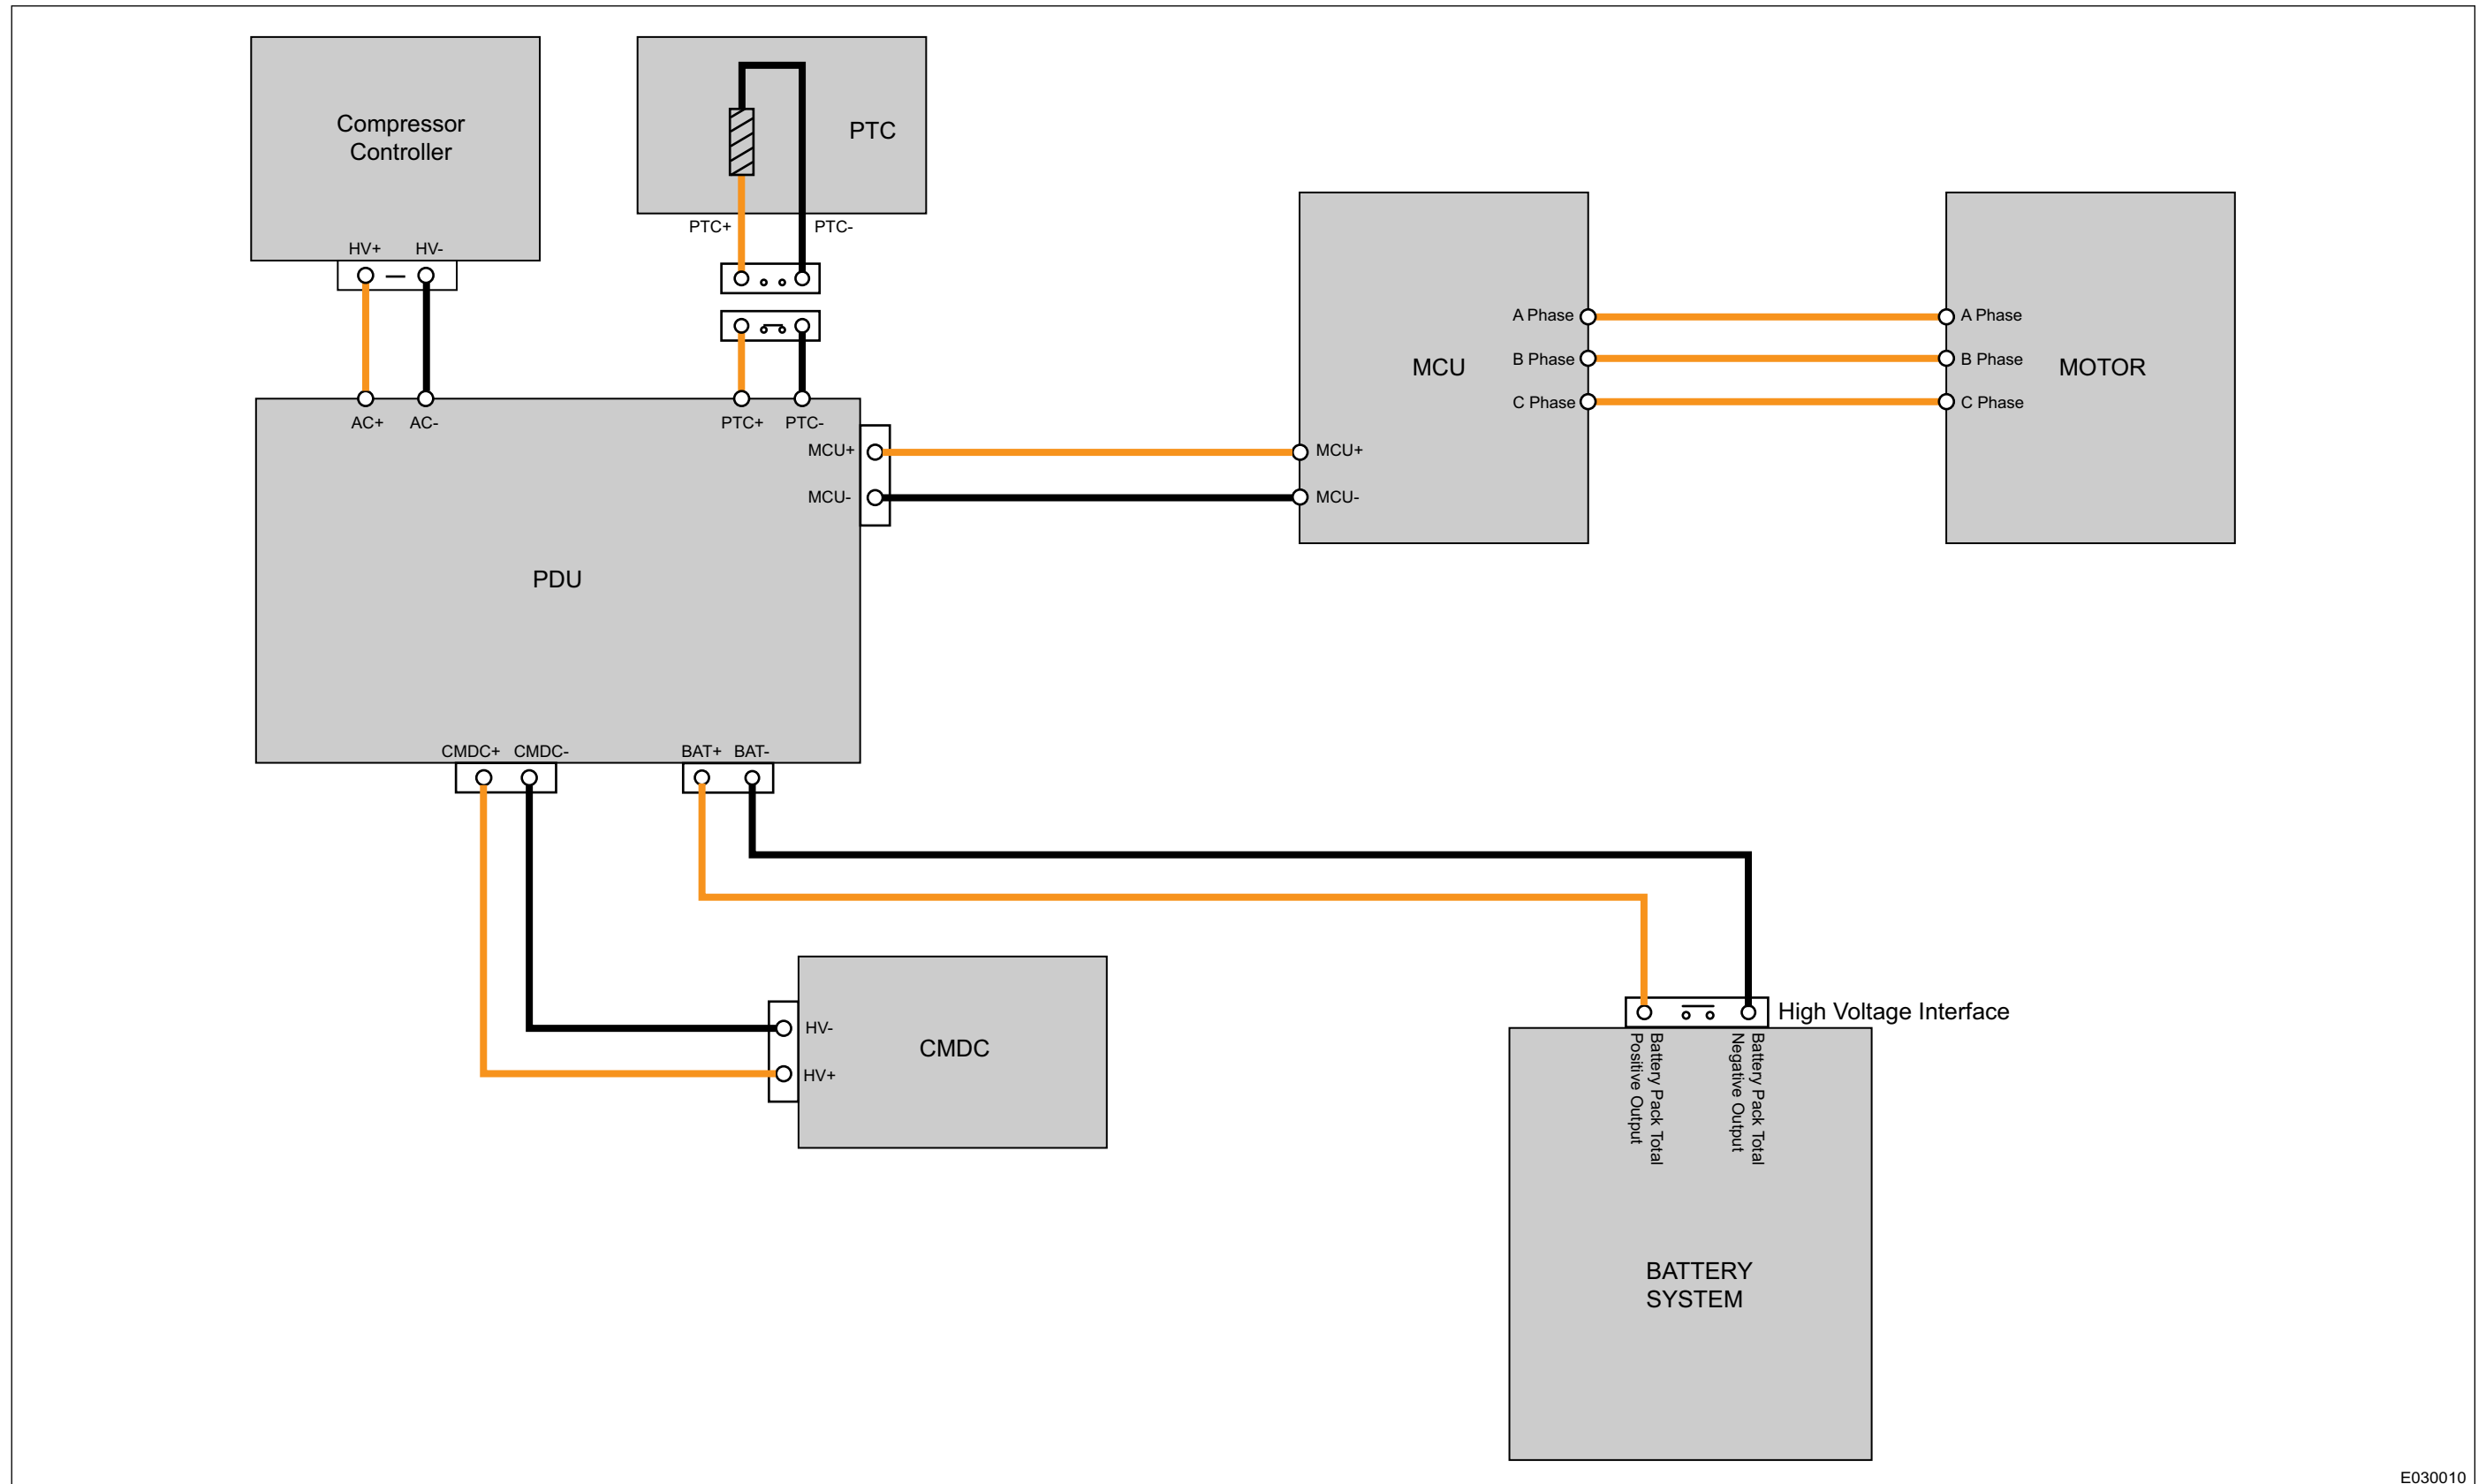 Compressor
Controller
HV+ HV-
PTC
PTC+ PTC-
AC+ AC-
PTC+ PTC-
MCU+
MCU-
PDU
CMDC+ CMDC-
BAT+ BAT-
MCU+
MCU-
MCU
A Phase
B Phase
C Phase
A Phase
B Phase
C Phase
MOTOR
HV-
HV+
CMDC
High Voltage Interface
Battery Pack Total
Positive Output
Battery Pack Total
Negative Output
BATTERY
SYSTEM
E030010